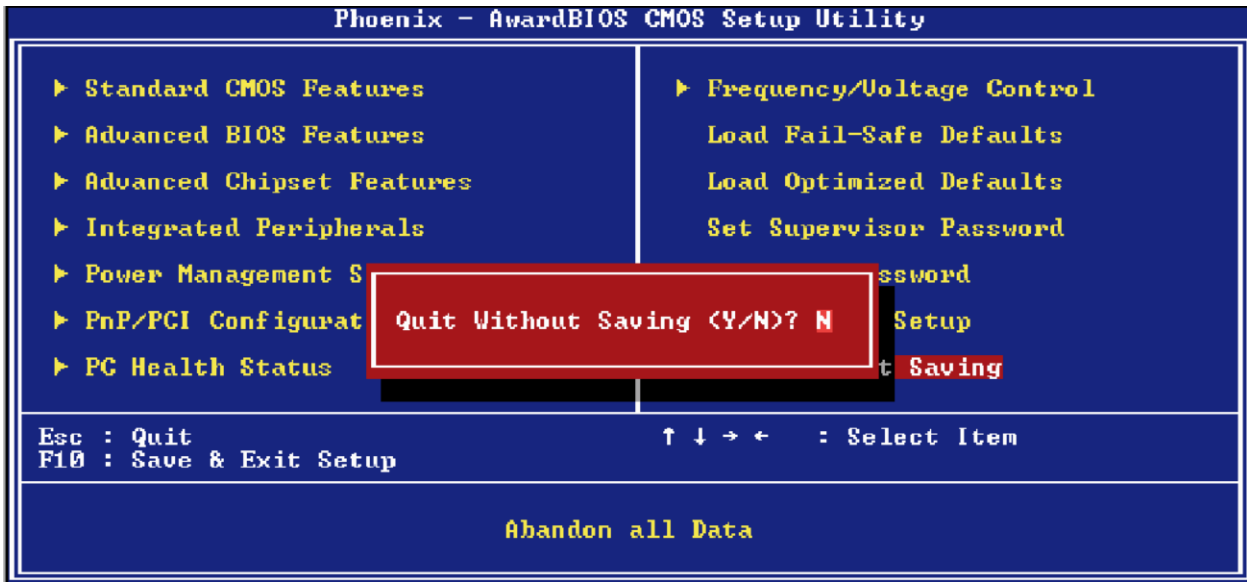 Phoenix - AwardBIOS CMOS Setup Utility
Standard CMOS Features
Advanced BIOS Features
Advanced Chipset Features
Integrated Peripherals
Power Management S
PnP/PCI Configurat
PC Health Status
Frequency/Voltage Control
Load Fail-Safe Defaults
Load Optimized Defaults
Set Supervisor Password
ssword
Setup
t Saving
Quit Without Saving (Y/N)? N
Esc : Quit
F10 : Save & Exit Setup
↑ ↓ → ← : Select Item
Abandon all Data